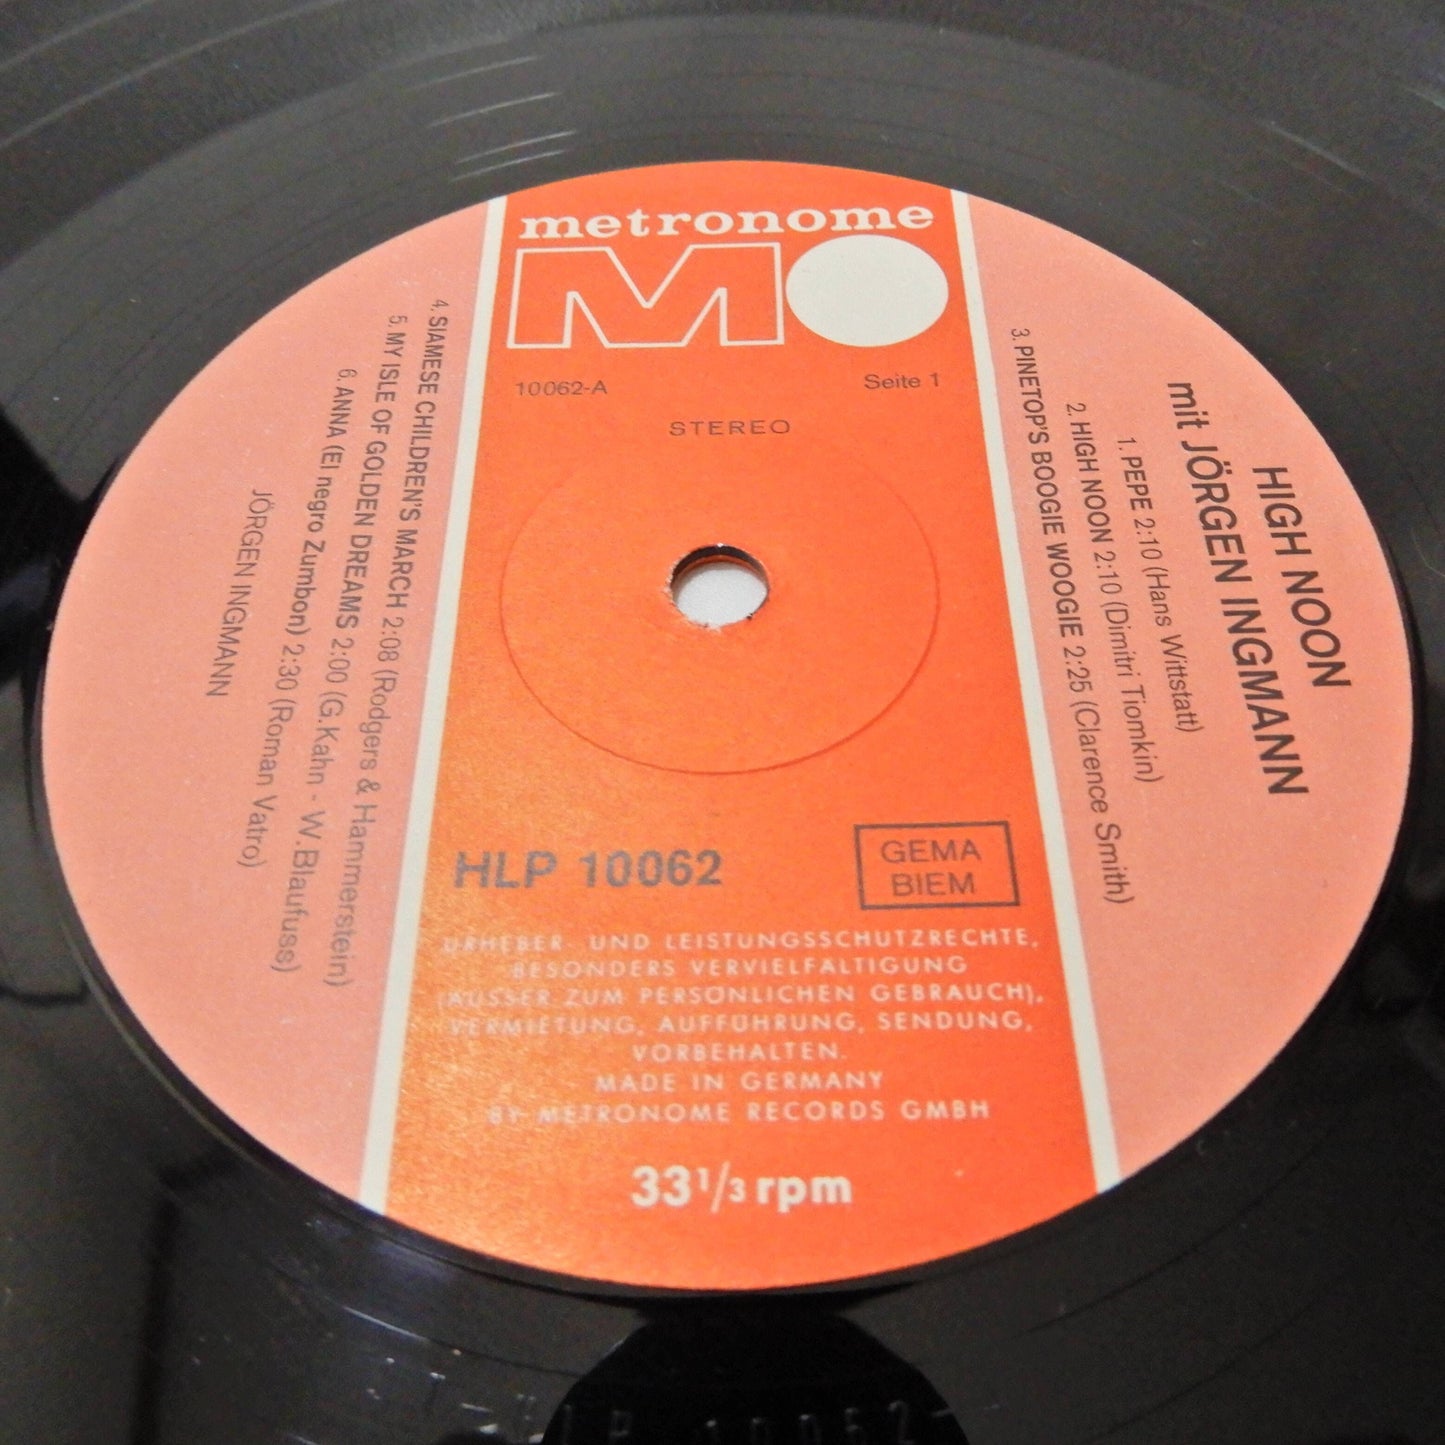 metronome
MO
10062-A
Seite 1
STEREO
HIGH NOON
mit JÖRGEN INGMANN
1. PEPE 2:10 (Hans Wittstatt)
2. HIGH NOON 2:10 (Dimitri Tiomkin)
3. PINETOP'S BOOGIE WOOGIE 2:25 (Clarence Smith)
4. SIAMESE CHILDREN'S MARCH 2:08 (Rodgers & Hammerstein)
5. MY ISLE OF GOLDEN DREAMS 2:00 (G.Kahn - W.Blaufuss)
6. ANNA (El negro Zumbon) 2:30 (Roman Vatro)
JÖRGEN INGMANN
HLP 10062
GEMA
BIEM
URHEBER- UND LEISTUNGSSCHUTZRECHTE,
BESONDERS VERVIELFÄLTIGUNG
(AUSSER ZUM PERSÖNLICHEN GEBRAUCH),
VERMIETUNG, AUFFÜHRUNG, SENDUNG,
VORBEHALTEN.
MADE IN GERMANY
BY METRONOME RECORDS GMBH
33 1/3 rpm